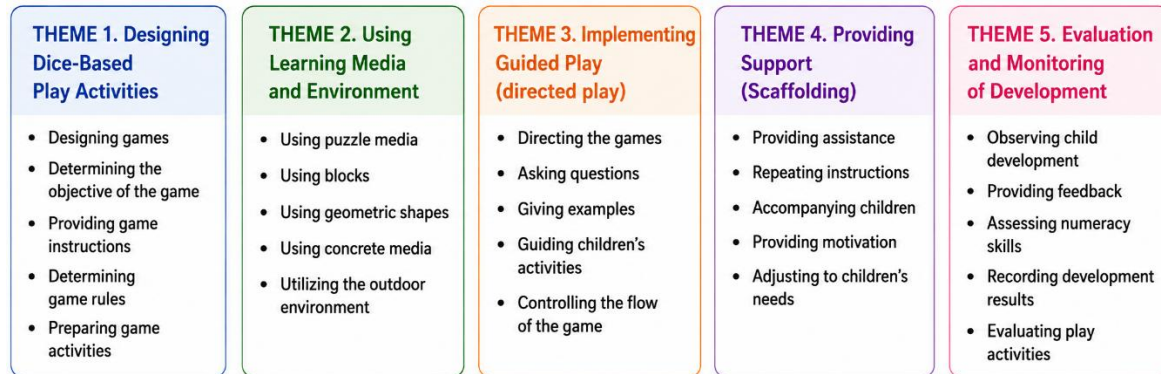 THEME 1. Designing
Dice-Based
Play Activities
• Designing games
• Determining the
objective of the game
• Providing game
instructions
• Determining
game rules
• Preparing game
activities
THEME 2. Using
Learning Media
and Environment
• Using puzzle media
• Using blocks
• Using geometric shapes
• Using concrete media
• Utilizing the outdoor
environment
THEME 3. Implementing
Guided Play
(directed play)
• Directing the games
• Asking questions
• Giving examples
• Guiding children's
activities
• Controlling the flow
of the game
THEME 4. Providing
Support
(Scaffolding)
• Providing assistance
• Repeating instructions
• Accompanying children
• Providing motivation
• Adjusting to children's
needs
THEME 5. Evaluation
and Monitoring
of Development
• Observing child
development
• Providing feedback
• Assessing numeracy
skills
• Recording development
results
• Evaluating play
activities